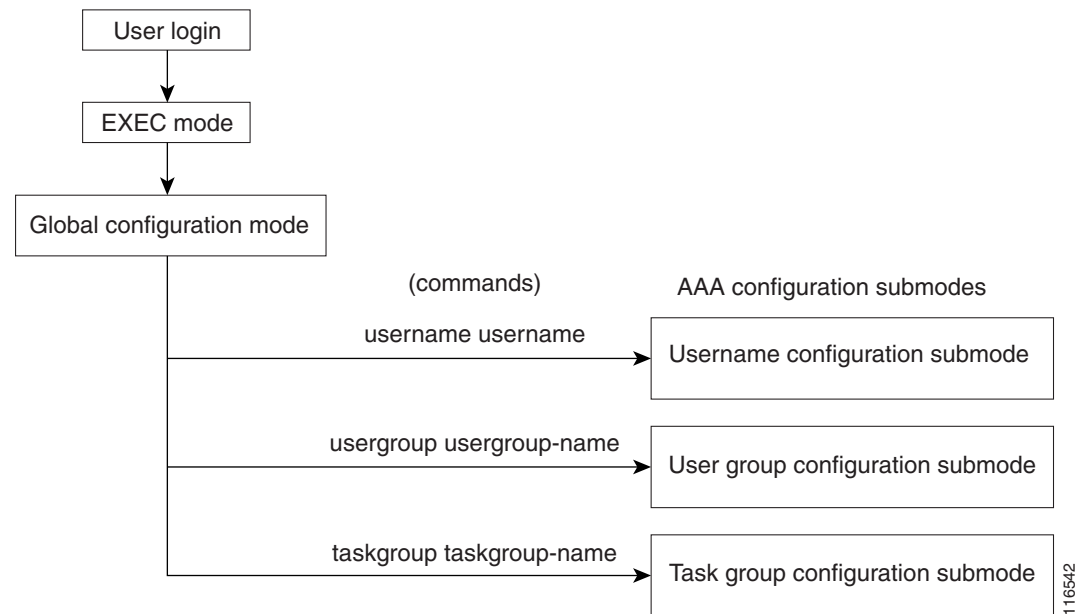 User login
EXEC mode
Global configuration mode
(commands)
AAA configuration submodes
username username
Username configuration submode
usergroup usergroup-name
User group configuration submode
taskgroup taskgroup-name
Task group configuration submode
116542